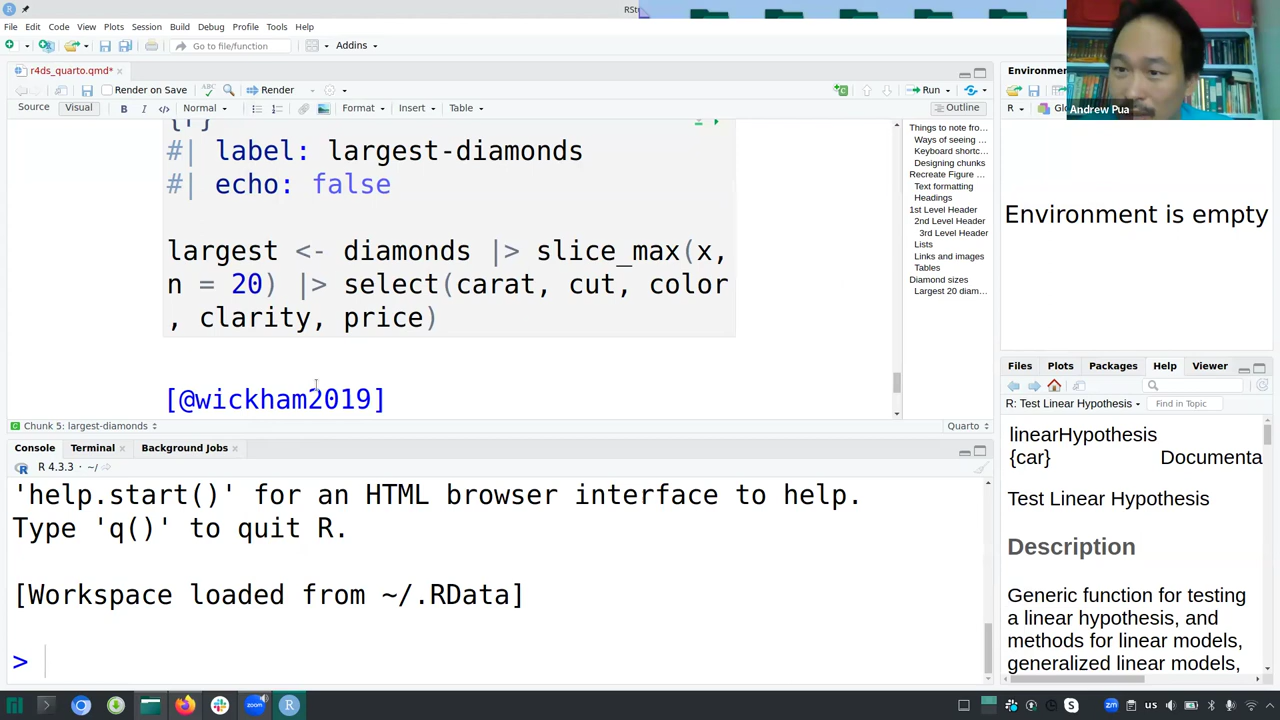 RSt
File Edit Code View Plots Session Build Debug Profile Tools Help
Go to file/function Addins
r4ds_quarto.qmd*
Render on Save Render Run
Source Visual B I </> Normal Format Insert Table Outline
{r}
#| label: largest-diamonds
#| echo: false
largest <- diamonds |> slice_max(x,
n = 20) |> select(carat, cut, color
, clarity, price)
[@wickham2019]
Things to note fro...
Ways of seeing ...
Keyboard shortc...
Designing chunks
Recreate Figure ...
Text formatting
Headings
1st Level Header
2nd Level Header
3rd Level Header
Lists
Links and images
Tables
Diamond sizes
Largest 20 diam...
Chunk 5: largest-diamonds Quarto
Console Terminal Background Jobs
R 4.3.3 · ~/
'help.start()' for an HTML browser interface to help.
Type 'q()' to quit R.
[Workspace loaded from ~/.RData]
>
Environme
Andrew Pua
R
Environment is empty
Files Plots Packages Help Viewer
R: Test Linear Hypothesis Find in Topic
linearHypothesis
{car} Documenta
Test Linear Hypothesis
Description
Generic function for testing
a linear hypothesis, and
methods for linear models,
generalized linear models,
zoom zm us